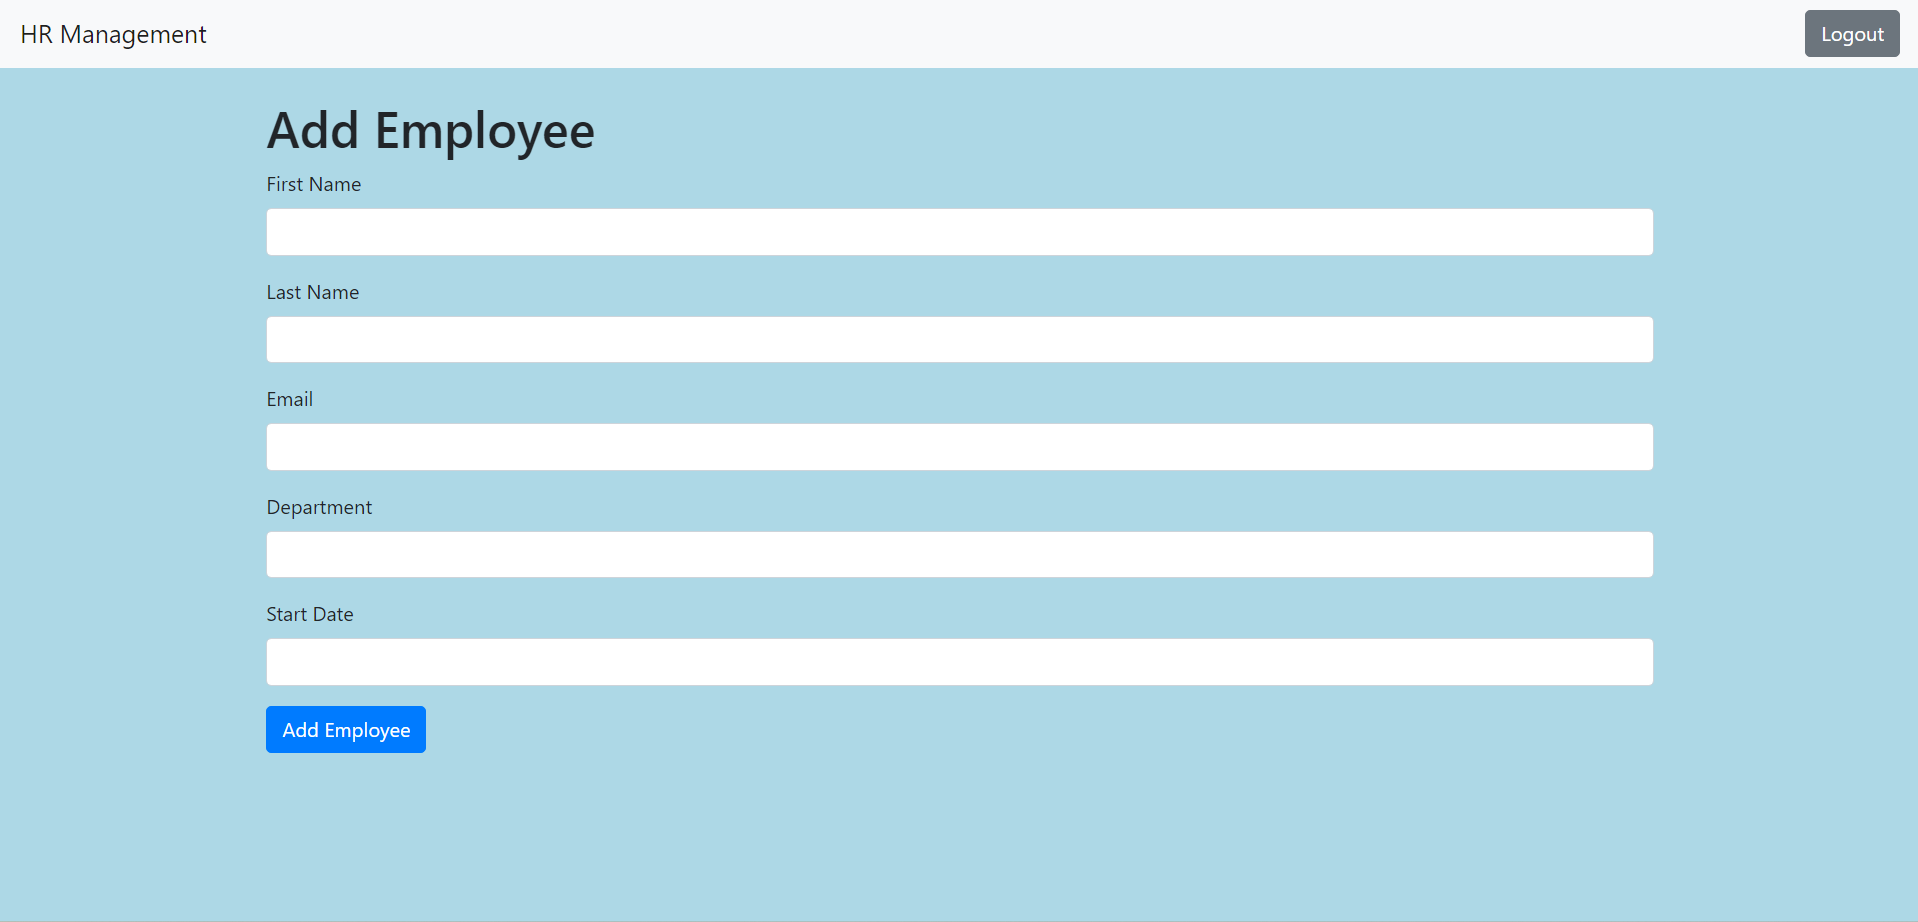 HR Management
Logout
Add Employee
First Name
Last Name
Email
Department
Start Date
Add Employee